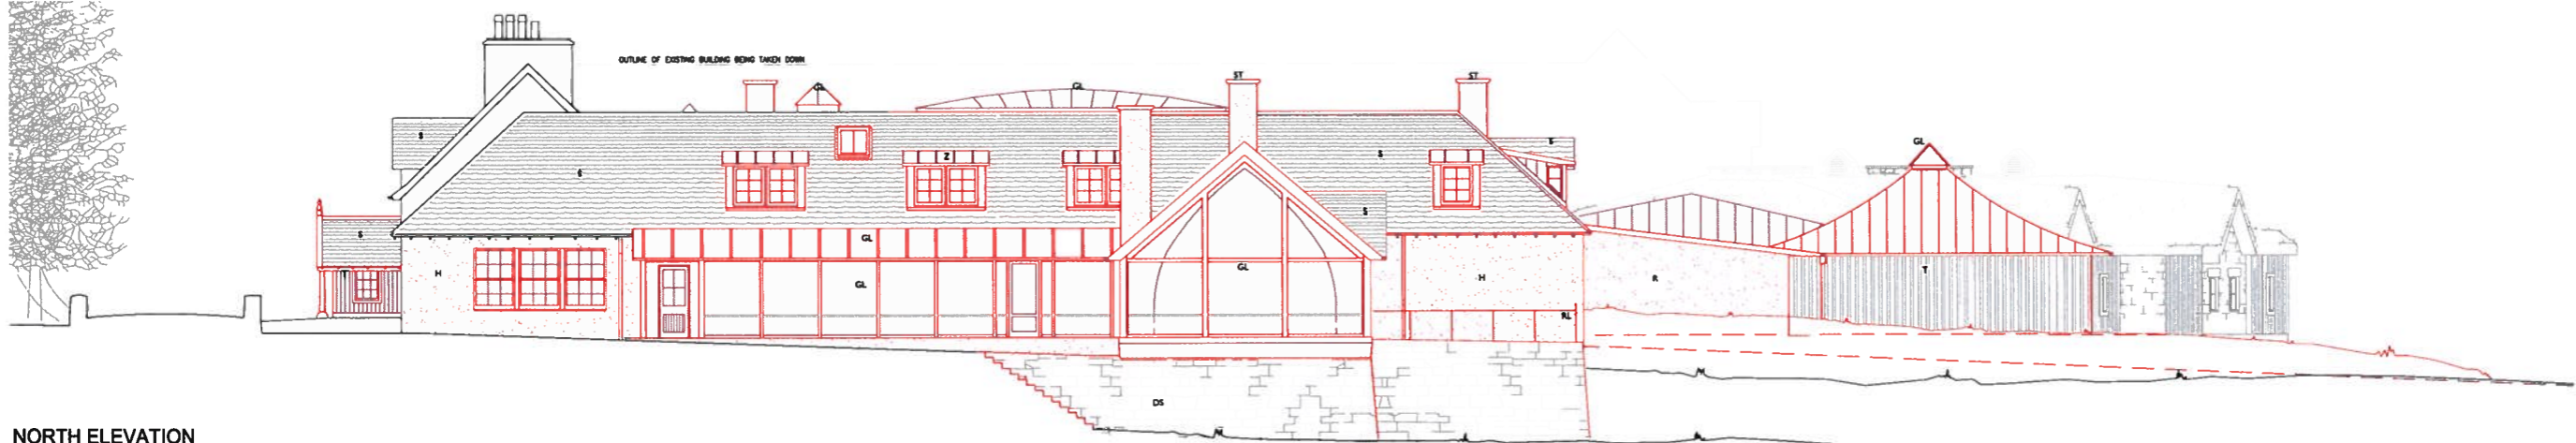 OUTLINE OF EXISTING BUILDING BEING TAKEN DOWN
ST
ST
GL
GL
S
Z
S
S
S
GL
S
S
GL
T
H
GL
GL
H
R
T
RL
DS
NORTH ELEVATION